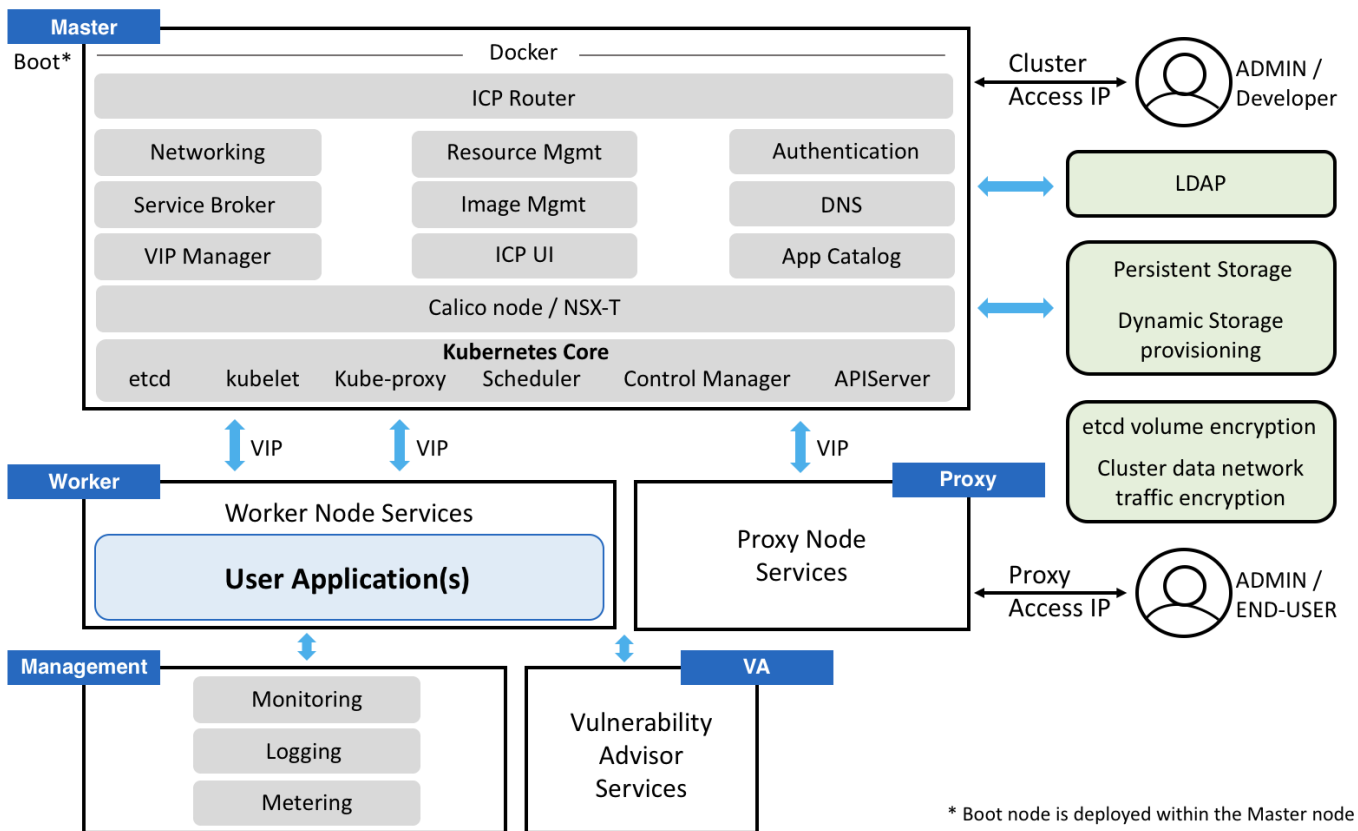 Master
Boot*
Docker
ICP Router
Networking
Resource Mgmt
Authentication
Service Broker
Image Mgmt
DNS
VIP Manager
ICP UI
App Catalog
Calico node / NSX-T
Kubernetes Core
etcd kubelet Kube-proxy Scheduler Control Manager APIServer
Cluster
Access IP
ADMIN /
Developer
LDAP
Persistent Storage
Dynamic Storage
provisioning
etcd volume encryption
Cluster data network
traffic encryption
VIP
VIP
VIP
Worker
Worker Node Services
User Application(s)
Proxy
Proxy Node
Services
Proxy
Access IP
ADMIN /
END-USER
Management
Monitoring
Logging
Metering
VA
Vulnerability
Advisor
Services
* Boot node is deployed within the Master node